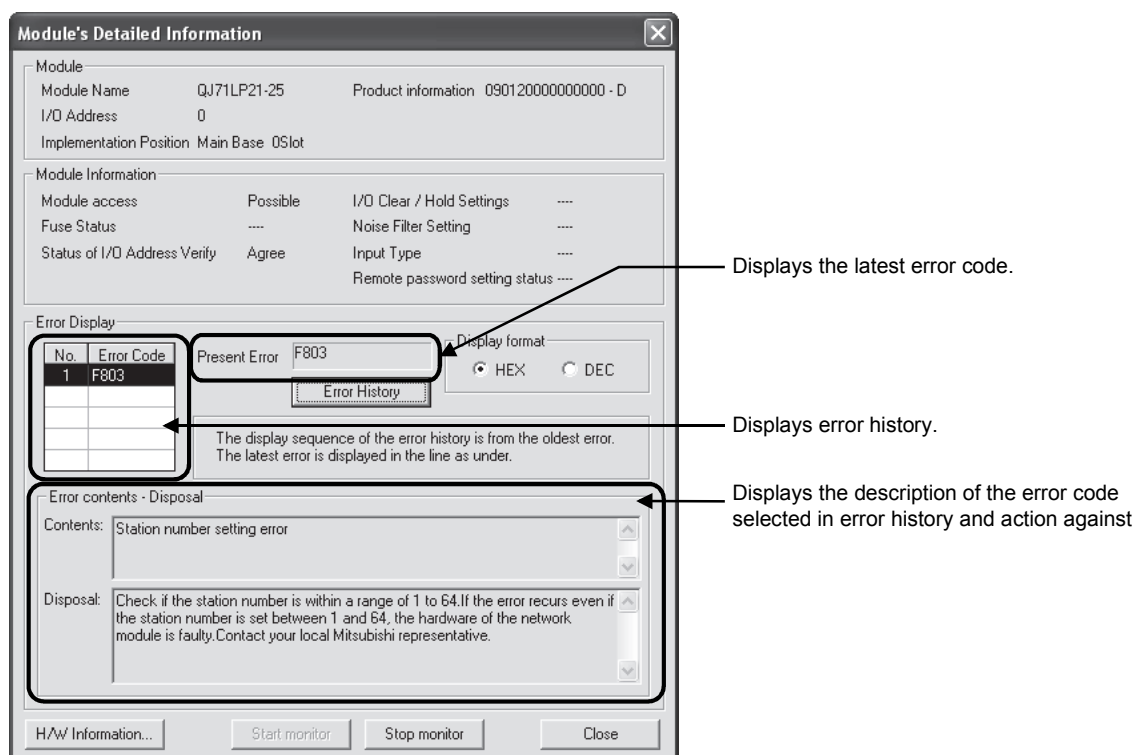 Module's Detailed Information
Module
Module Name QJ71LP21-25 Product information 090120000000000 - D
I/O Address 0
Implementation Position Main Base 0Slot
Module Information
Module access Possible I/O Clear / Hold Settings ----
Fuse Status ---- Noise Filter Setting ----
Status of I/O Address Verify Agree Input Type ----
Remote password setting status ----
Displays the latest error code.
Error Display
No. Error Code
1 F803
Present Error F803
Display format
HEX DEC
Error History
The display sequence of the error history is from the oldest error.
The latest error is displayed in the line as under.
Displays error history.
Error contents - Disposal
Contents: Station number setting error
Displays the description of the error code
selected in error history and action against
Disposal: Check if the station number is within a range of 1 to 64.If the error recurs even if
the station number is set between 1 and 64, the hardware of the network
module is faulty.Contact your local Mitsubishi representative.
H/W Information... Start monitor Stop monitor Close